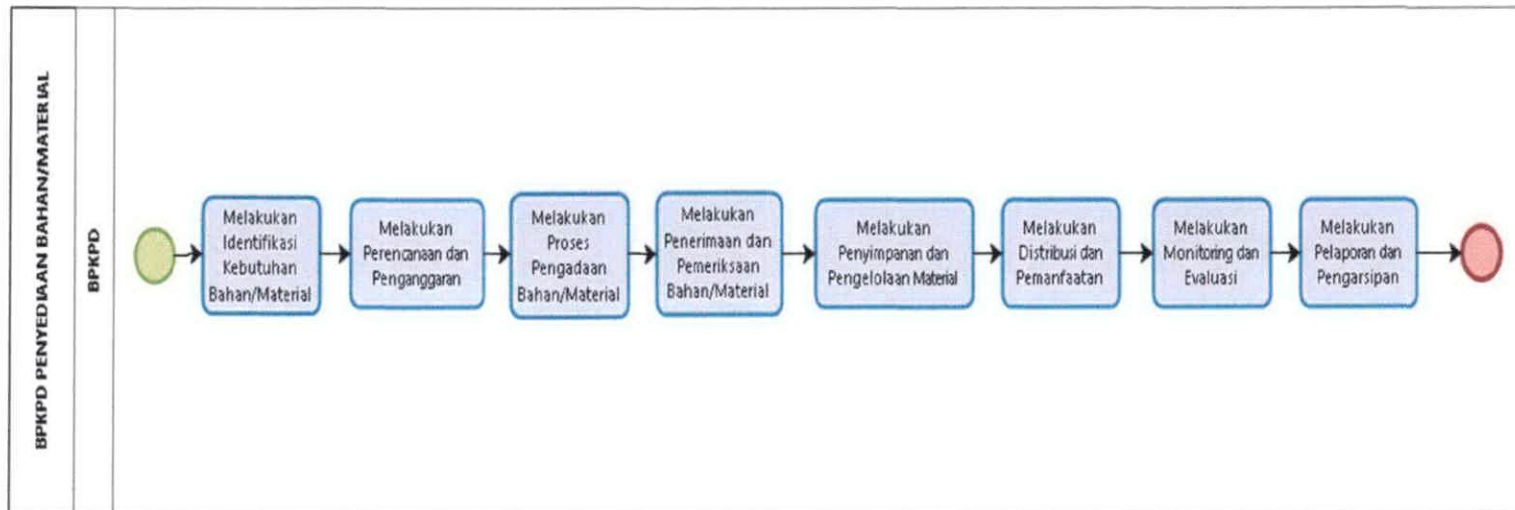 BPKPD PENYEDIAAN BAHAN/MATERIAL
BPKPD
Melakukan
Identifikasi
Kebutuhan
Bahan/Material
Melakukan
Perencanaan dan
Penganggaran
Melakukan
Proses
Pengadaan
Bahan/Material
Melakukan
Penerimaan dan
Pemeriksaan
Bahan/Material
Melakukan
Penyimpanan dan
Pengelolaan Material
Melakukan
Distribusi dan
Pemanfaatan
Melakukan
Monitoring dan
Evaluasi
Melakukan
Pelaporan dan
Pengarsipan